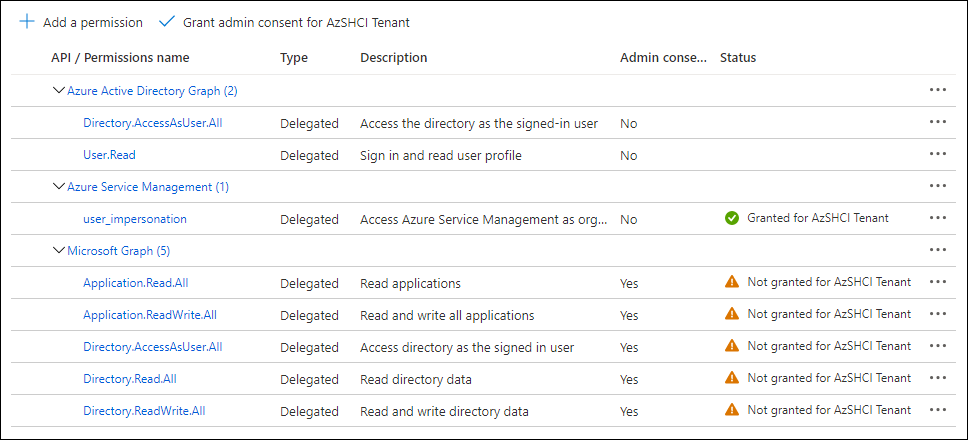 Add a permission Grant admin consent for AzSHCI Tenant
API / Permissions name Type Description Admin conse... Status
Azure Active Directory Graph (2)
Directory.AccessAsUser.All Delegated Access the directory as the signed-in user No
User.Read Delegated Sign in and read user profile No
Azure Service Management (1)
user_impersonation Delegated Access Azure Service Management as org... No Granted for AzSHCI Tenant
Microsoft Graph (5)
Application.Read.All Delegated Read applications Yes Not granted for AzSHCI Tenant
Application.ReadWrite.All Delegated Read and write all applications Yes Not granted for AzSHCI Tenant
Directory.AccessAsUser.All Delegated Access directory as the signed in user Yes Not granted for AzSHCI Tenant
Directory.Read.All Delegated Read directory data Yes Not granted for AzSHCI Tenant
Directory.ReadWrite.All Delegated Read and write directory data Yes Not granted for AzSHCI Tenant